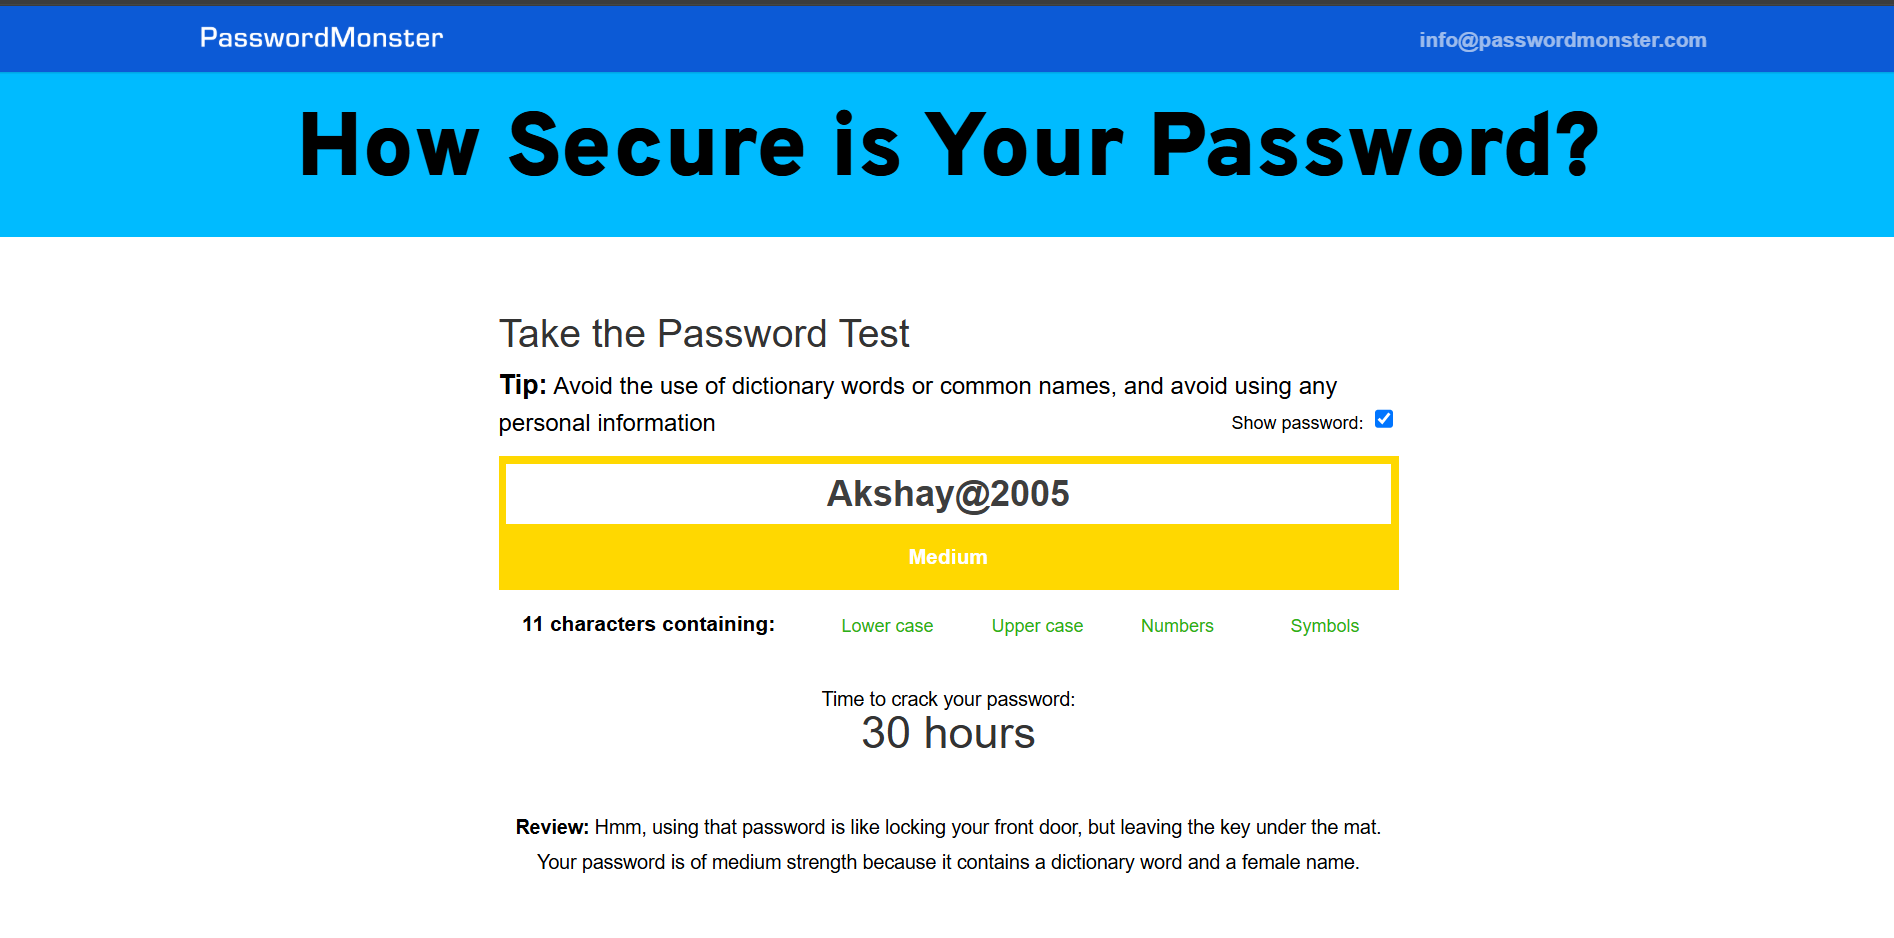 PasswordMonster
info@passwordmonster.com
How Secure is Your Password?
Take the Password Test
Tip: Avoid the use of dictionary words or common names, and avoid using any
personal information
Show password:
Akshay@2005
Medium
11 characters containing:
Lower case
Upper case
Numbers
Symbols
Time to crack your password:
30 hours
Review: Hmm, using that password is like locking your front door, but leaving the key under the mat.
Your password is of medium strength because it contains a dictionary word and a female name.